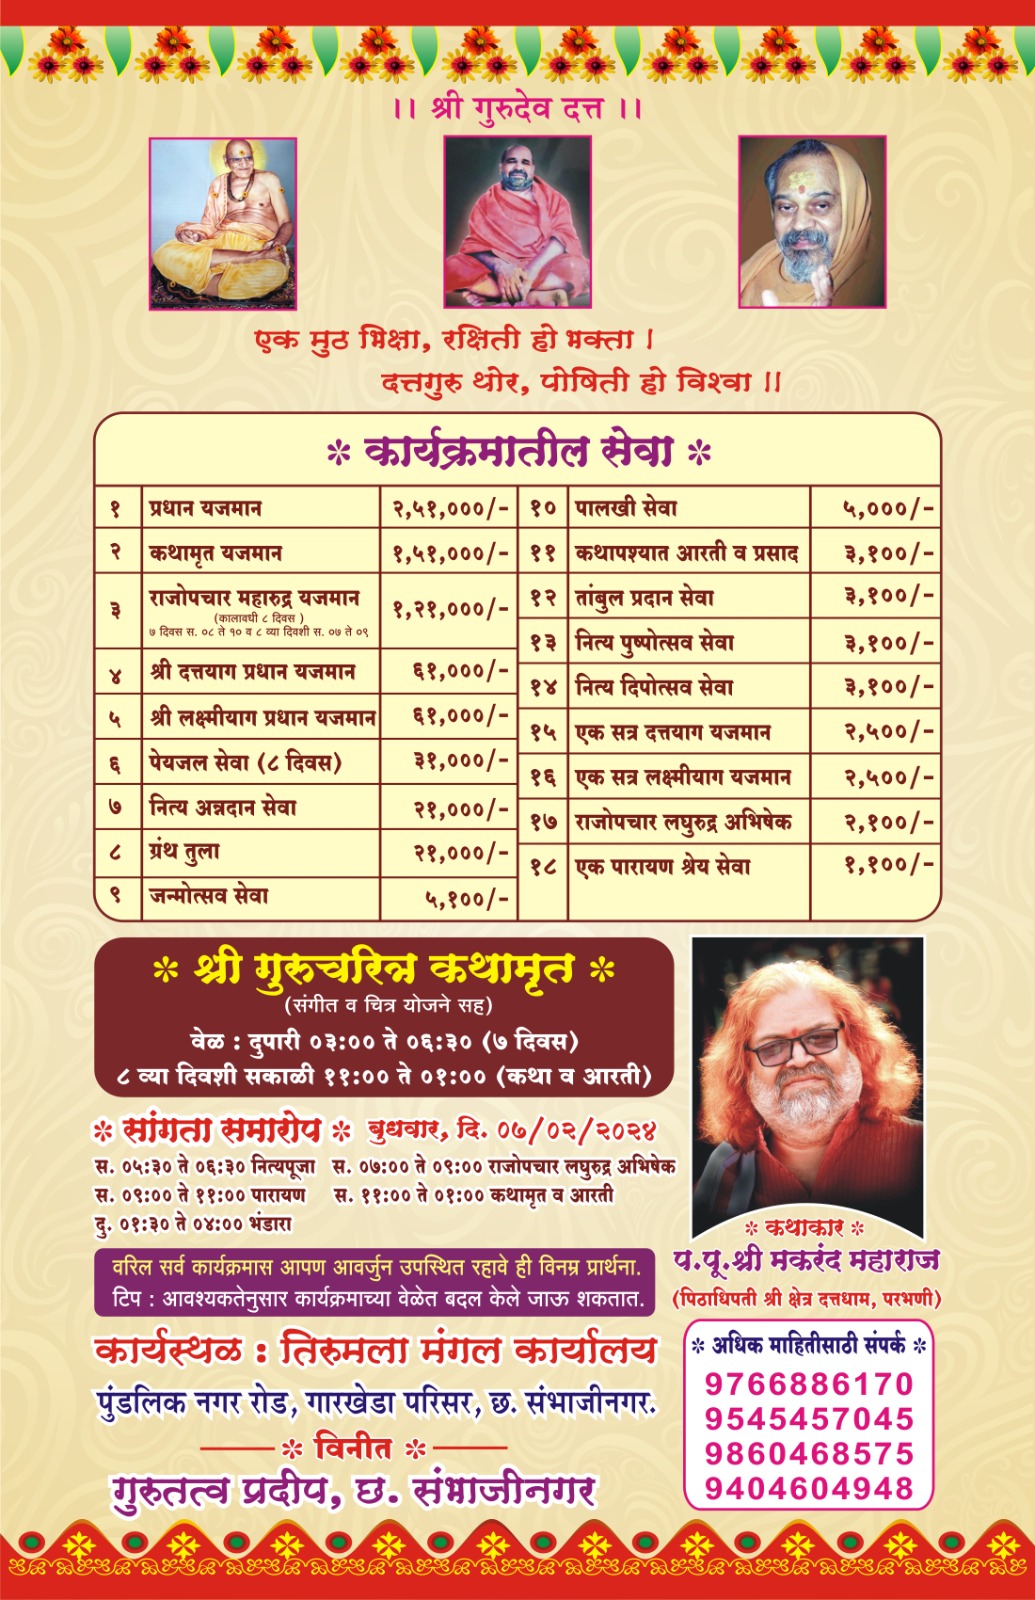 ।। श्री गुरुदेव दत्त ।।
एक मुठ भिक्षा, रक्षिती हो भक्ता ।
दत्तगुरु थोर, पोषिती हो विश्वा ।।
* कार्यक्रमातील सेवा *
१ प्रधान यजमान २,५१,०००/-
२ कथामृत यजमान १,५१,०००/-
३ राजोपचार महारुद्र यजमान १,२१,०००/-
(कालावधी ८ दिवस )
७ दिवस स. ०८ ते १० व ८ व्या दिवशी स. ०७ ते ०९
४ श्री दत्तयाग प्रधान यजमान ६१,०००/-
५ श्री लक्ष्मीयाग प्रधान यजमान ६१,०००/-
६ पेयजल सेवा (८ दिवस) ३१,०००/-
७ नित्य अन्नदान सेवा २१,०००/-
८ ग्रंथ तुला २१,०००/-
९ जन्मोत्सव सेवा ५,१००/-
१० पालखी सेवा ५,०००/-
११ कथापश्यात आरती व प्रसाद ३,१००/-
१२ तांबुल प्रदान सेवा ३,१००/-
१३ नित्य पुष्पोत्सव सेवा ३,१००/-
१४ नित्य दिपोत्सव सेवा ३,१००/-
१५ एक सत्र दत्तयाग यजमान २,५००/-
१६ एक सत्र लक्ष्मीयाग यजमान २,५००/-
१७ राजोपचार लघुरुद्र अभिषेक २,१००/-
१८ एक पारायण श्रेय सेवा १,१००/-
* श्री गुरुचरित्र कथामृत *
(संगीत व चित्र योजने सह)
वेळ : दुपारी ०३:०० ते ०६:३० (७ दिवस)
८ व्या दिवशी सकाळी ११:०० ते ०१:०० (कथा व आरती)
* सांगता समारोप * बुधवार, दि. ०७/०२/२०२४
स. ०५:३० ते ०६:३० नित्यपूजा स. ०७:०० ते ०९:०० राजोपचार लघुरुद्र अभिषेक
स. ०९:०० ते ११:०० पारायण स. ११:०० ते ०१:०० कथामृत व आरती
दु. ०१:३० ते ०४:०० भंडारा
वरिल सर्व कार्यक्रमास आपण आवर्जुन उपस्थित रहावे ही विनम्र प्रार्थना.
टिप : आवश्यकतेनुसार कार्यक्रमाच्या वेळेत बदल केले जाऊ शकतात.
* कथाकार *
प.पू.श्री मकरंद महाराज
(पिठाधिपती श्री क्षेत्र दत्तधाम, परभणी)
कार्यस्थळ : तिरुमला मंगल कार्यालय
पुंडलिक नगर रोड, गारखेडा परिसर, छ. संभाजीनगर.
* विनीत *
गुरुतत्व प्रदीप, छ. संभाजीनगर
* अधिक माहितीसाठी संपर्क *
9766886170
9545457045
9860468575
9404604948